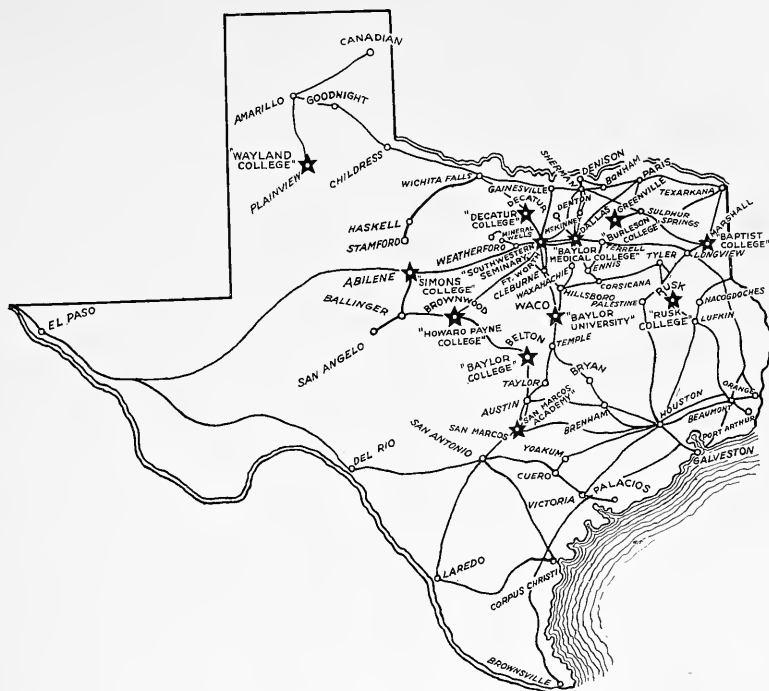 CANADIAN
AMARILLO
GOODNIGHT
"WAYLAND
COLLEGE"
PLAINVIEW
CHILDRESS
WICHITA FALLS
HASKELL
STAMFORD
GAINESVILLE
SHERMAN
DENISON
BONHAM
PARIS
TEXARKANA
DECATUR
"DECATUR
COLLEGE"
DENTON
MCKINNEY
DALLAS
GREENVILLE
"BURLESON
COLLEGE"
SULPHUR
SPRINGS
MARSHALL
"BAPTIST
COLLEGE"
MINERAL
WELLS
WEATHERFORD
"SOUTHWESTERN
SEMINARY"
FT. WORTH
"BAYLOR
MEDICAL COLLEGE"
TERRELL
LONGVIEW
ABILENE
"SIMONS COLLEGE"
CLEBURNE
WAXAHACHIE
ENNIS
CORSICANA
TYLER
RUSK
"RUSK
COLLEGE"
NACOGDOCHES
LUFKIN
PALESTINE
HILLSBORO
BALLINGER
BROWNWOOD
"HOWARD PAYNE
COLLEGE"
SAN ANGELO
EL PASO
WACO
"BAYLOR
UNIVERSITY"
BELTON
"BAYLOR
COLLEGE"
TEMPLE
TAYLOR
BRYAN
AUSTIN
SAN MARCOS
SAN MARCOS
ACADEMY"
BRENHAM
HOUSTON
ORANGE
BEAUMONT
PORT ARTHUR
GALVESTON
DEL RIO
SAN ANTONIO
YOAKUM
CUERO
VICTORIA
PALACIOS
LAREDO
CORPUS CHRISTI
BROWNSVILLE